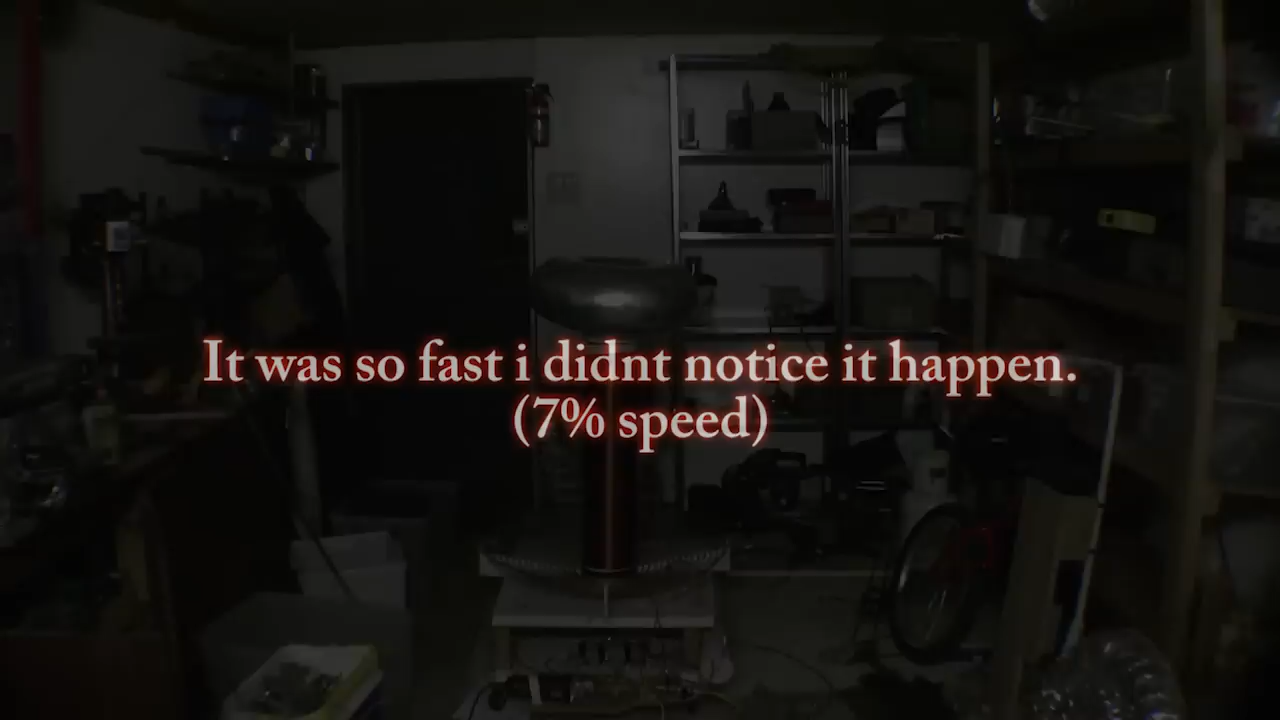 It was so fast i didnt notice it happen.
(7% speed)